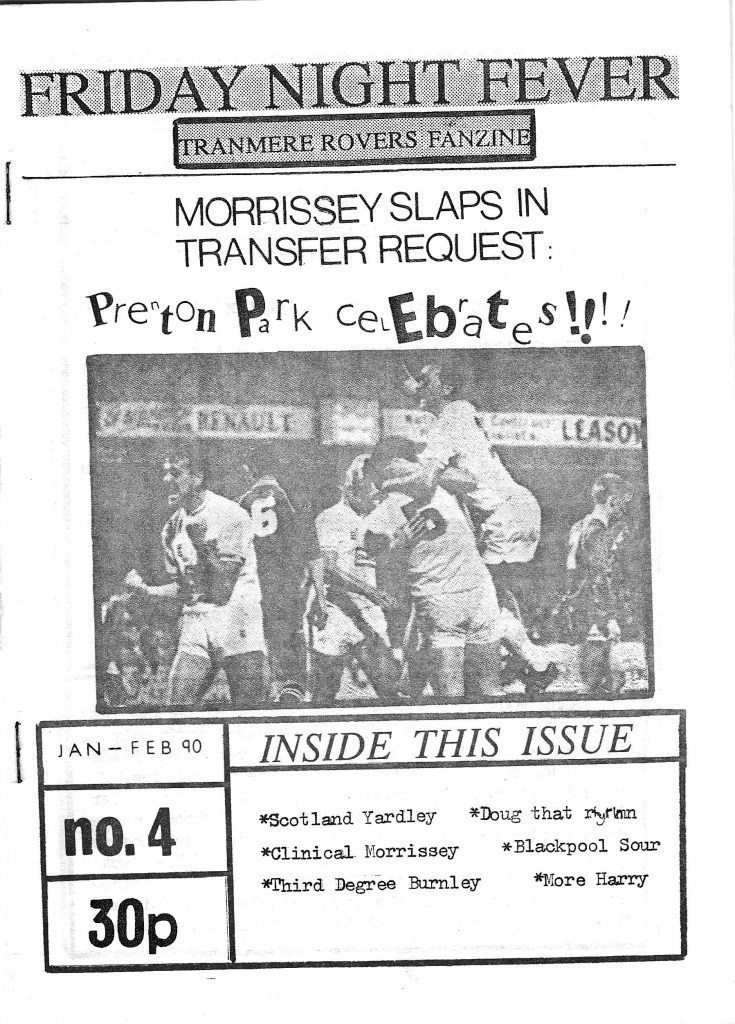 FRIDAY NIGHT FEVER
TRANMERE ROVERS FANZINE
MORRISSEY SLAPS IN
TRANSFER REQUEST:
Prenton Park celEbrates!!!!!
RENAULT
LEASOW
6
JAN – FEB 90
no. 4
30p
INSIDE THIS ISSUE
*Scotland Yardley *Doug that rhythm
*Clinical Morrissey *Blackpool Sour
*Third Degree Burnley *More Harry